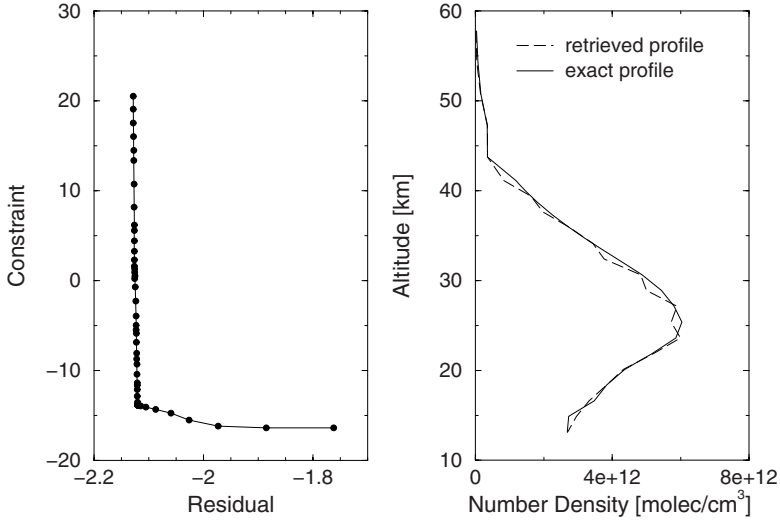 30
20
10
0
−10
−20
−2.2
−2
−1.8
Constraint
Residual
60
50
40
30
20
10
0
4e+12
8e+12
Altitude [km]
Number Density [molec/cm³]
retrieved profile
exact profile